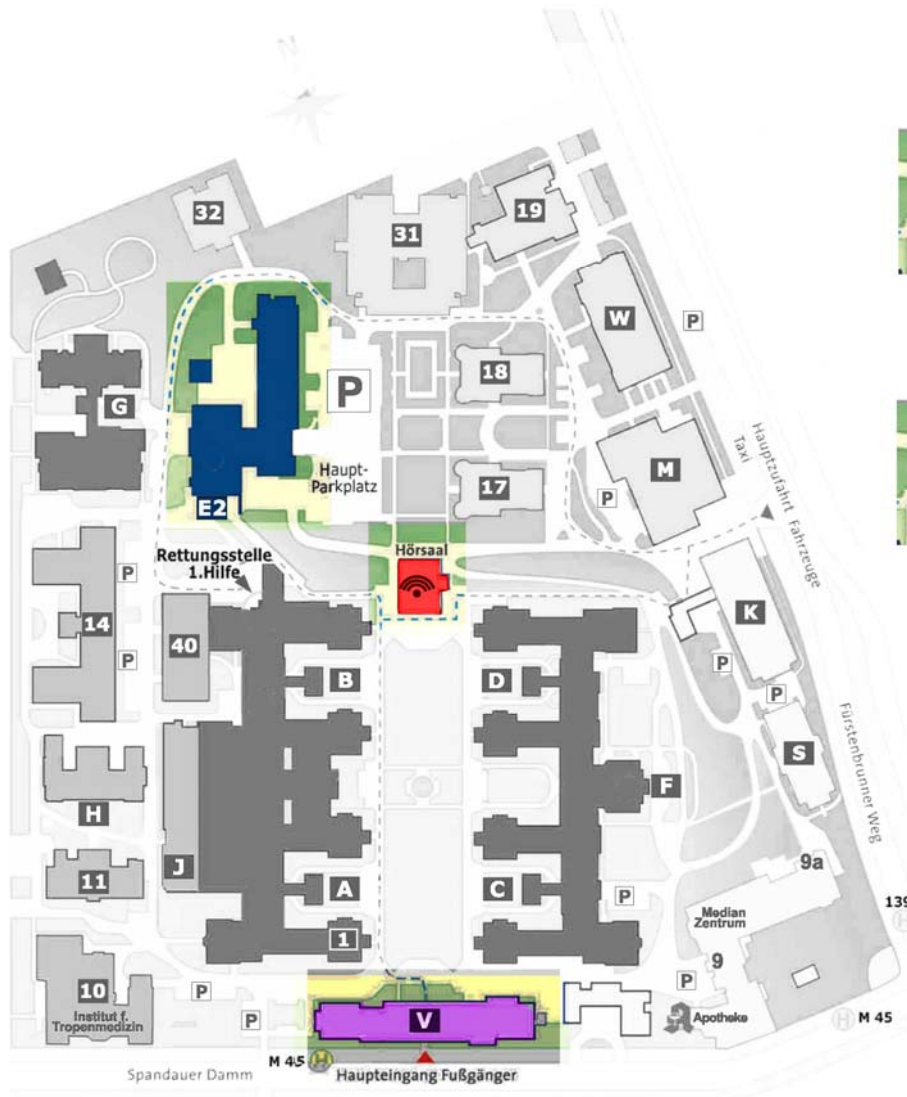 N
32
31
19
W
P
G
18
P
Haupt-
Parkplatz
E2
17
P
M
Hauptzufahrt Fahrzeuge
Taxi
Hörsaal
Rettungsstelle
1.Hilfe
P
14
P
40
K
B
D
P
P
S
H
F
Fürstenbrunner Weg
J
11
A
C
P
9a
Median
Zentrum
139
H
1
9
10
Institut f.
Tropenmedizin
P
P
P
V
Apotheke
H M 45
M 45 H
Spandauer Damm
Haupteingang Fußgänger